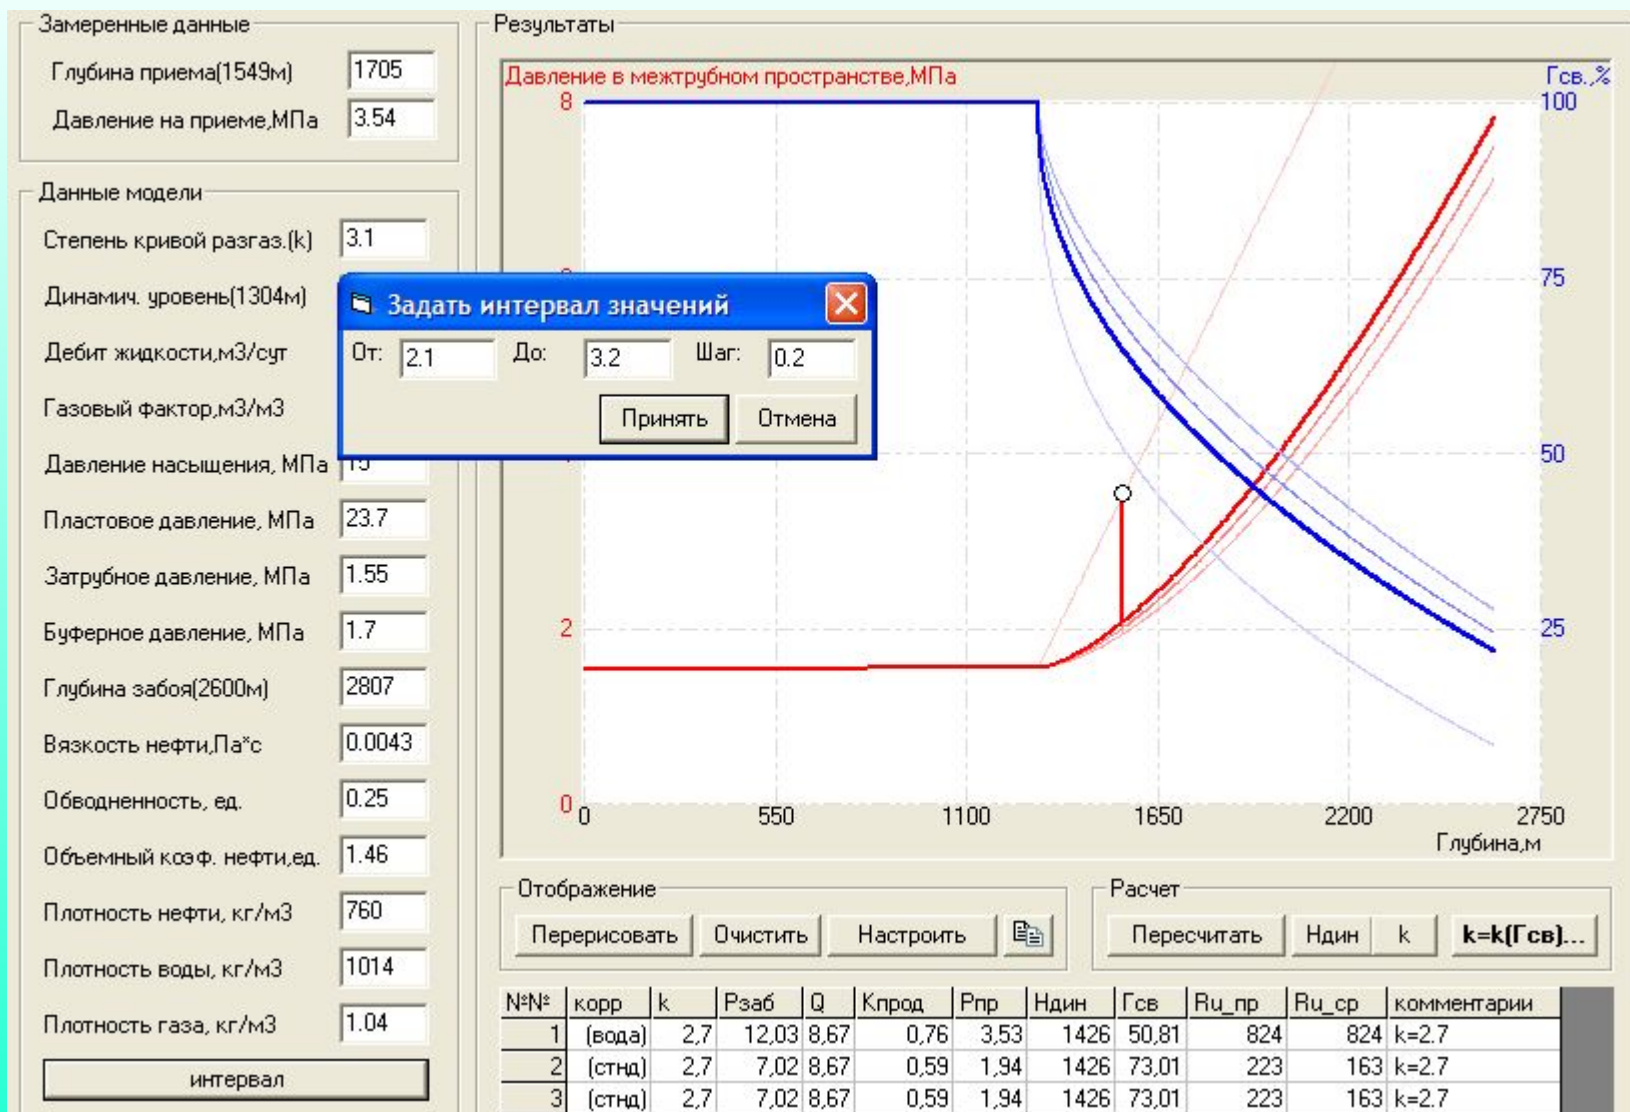 Замеренные данные
Глубина приема(1549м) 1705
Давление на приеме,МПа 3.54
Данные модели
Степень кривой разгаз.(k) 3.1
Динамич. уровень(1304м)
Дебит жидкости,м3/сут
Газовый фактор,м3/м3
Давление насыщения, МПа
Пластовое давление, МПа 23.7
Затрубное давление, МПа 1.55
Буферное давление, МПа 1.7
Глубина забоя(2600м) 2807
Вязкость нефти,Па*с 0.0043
Обводненность, ед. 0.25
Объемный коэф. нефти,ед. 1.46
Плотность нефти, кг/м3 760
Плотность воды, кг/м3 1014
Плотность газа, кг/м3 1.04
интервал
Задать интервал значений
От: 2.1 До: 3.2 Шаг: 0.2
Принять Отмена
Результаты
Давление в межтрубном пространстве,МПа Гсв.,%
8 100
75
50
2 25
0
0 550 1100 1650 2200 2750
Глубина,м
Отображение
Перерисовать Очистить Настроить
Расчет
Пересчитать Ндин k k=k(Гсв)...
№№ корр k Pзаб Q Kпрод Pпр Ндин Гсв Ru_пр Ru_ср комментарии
1 (вода) 2,7 12,03 8,67 0,76 3,53 1426 50,81 824 824 k=2.7
2 (стнд) 2,7 7,02 8,67 0,59 1,94 1426 73,01 223 163 k=2.7
3 (стнд) 2,7 7,02 8,67 0,59 1,94 1426 73,01 223 163 k=2.7